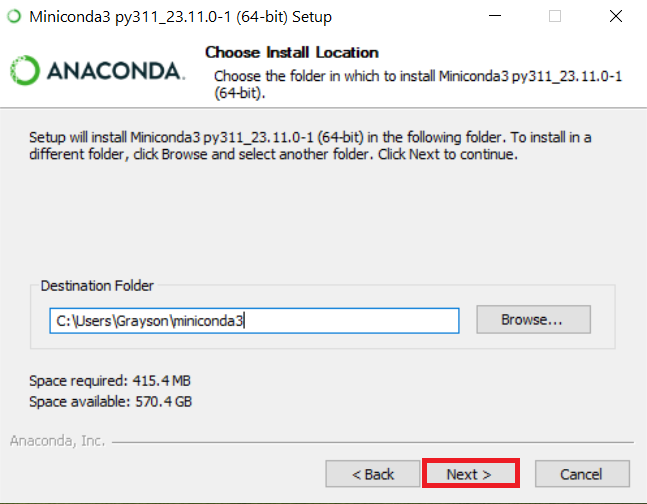 Miniconda3 py311_23.11.0-1 (64-bit) Setup
ANACONDA.
Choose Install Location
Choose the folder in which to install Miniconda3 py311_23.11.0-1
(64-bit).
Setup will install Miniconda3 py311_23.11.0-1 (64-bit) in the following folder. To install in a
different folder, click Browse and select another folder. Click Next to continue.
Destination Folder
C:\Users\Grayson\miniconda3
Browse...
Space required: 415.4 MB
Space available: 570.4 GB
Anaconda, Inc.
< Back
Next >
Cancel